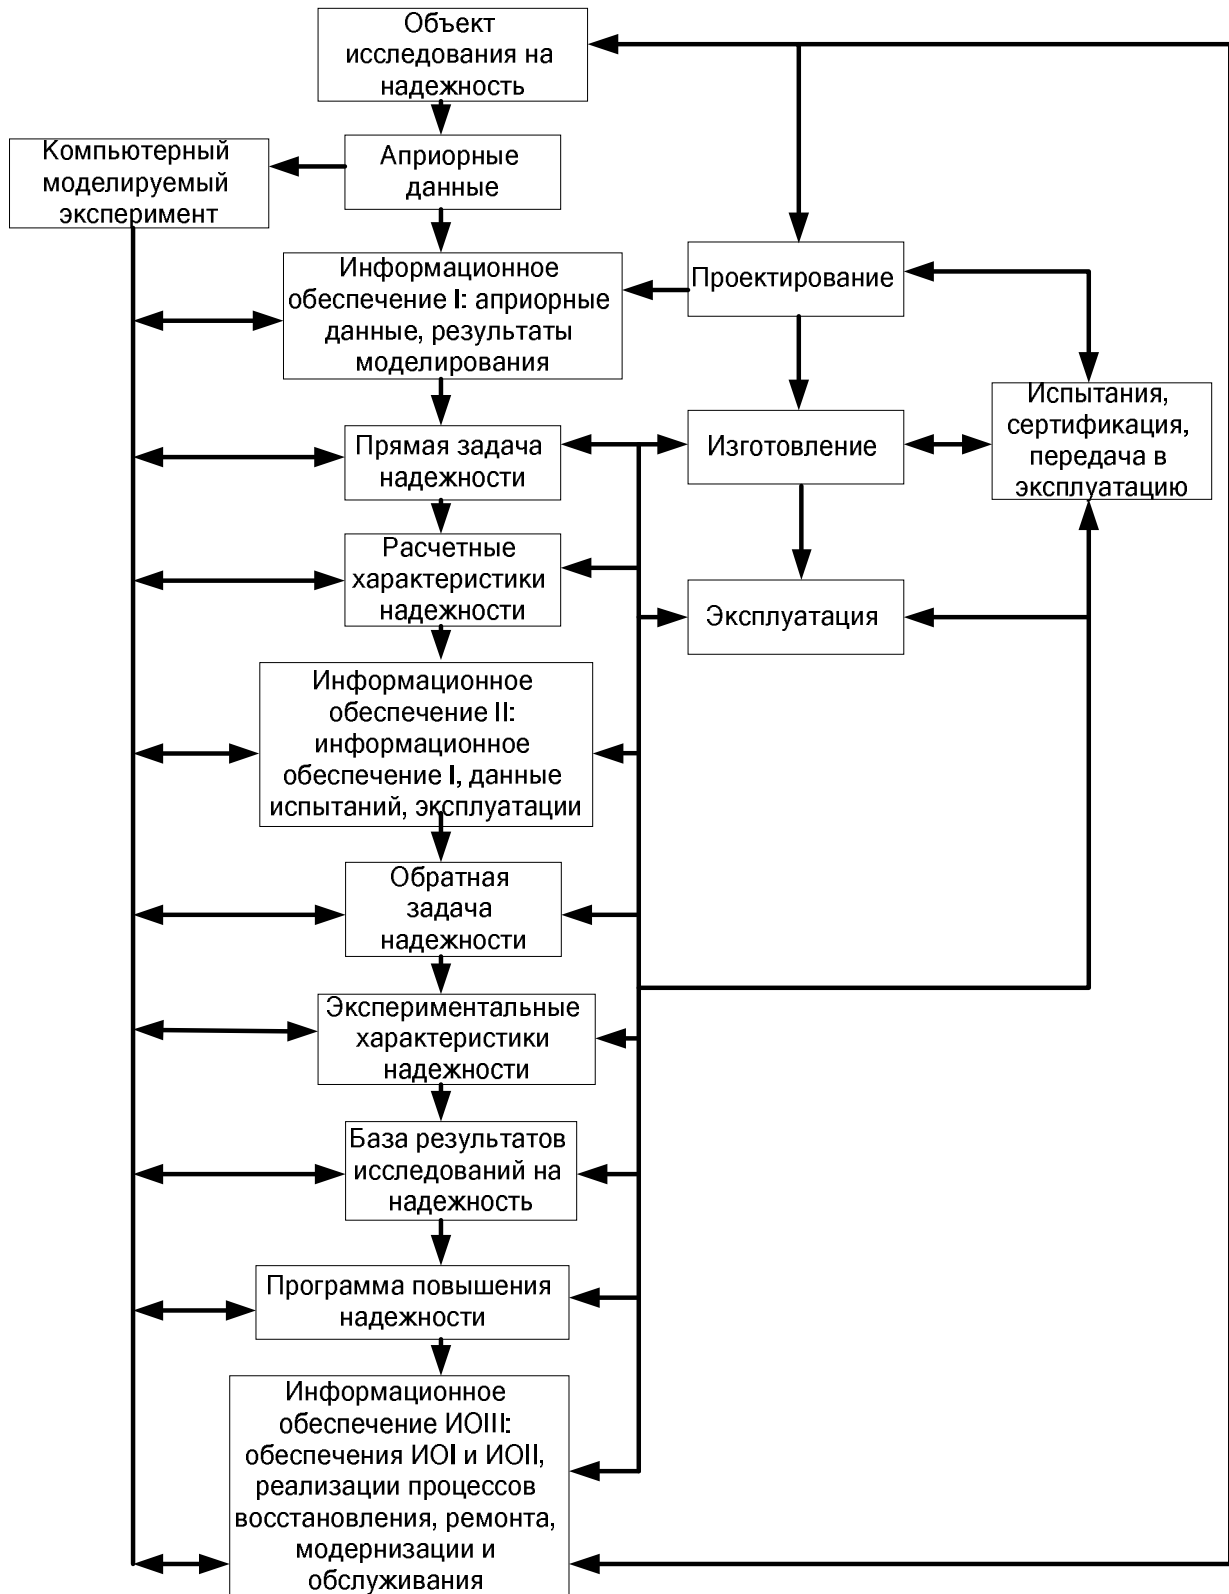 Объект
исследования на
надежность
Компьютерный
моделируемый
эксперимент
Априорные
данные
Информационное
обеспечение I: априорные
данные, результаты
моделирования
Проектирование
Испытания,
сертификация,
передача в
эксплуатацию
Прямая задача
надежности
Изготовление
Расчетные
характеристики
надежности
Эксплуатация
Информационное
обеспечение II:
информационное
обеспечение I, данные
испытаний, эксплуатации
Обратная
задача
надежности
Экспериментальные
характеристики
надежности
База результатов
исследований на
надежность
Программа повышения
надежности
Информационное
обеспечение ИОIII:
обеспечения ИОI и ИОII,
реализации процессов
восстановления, ремонта,
модернизации и
обслуживания